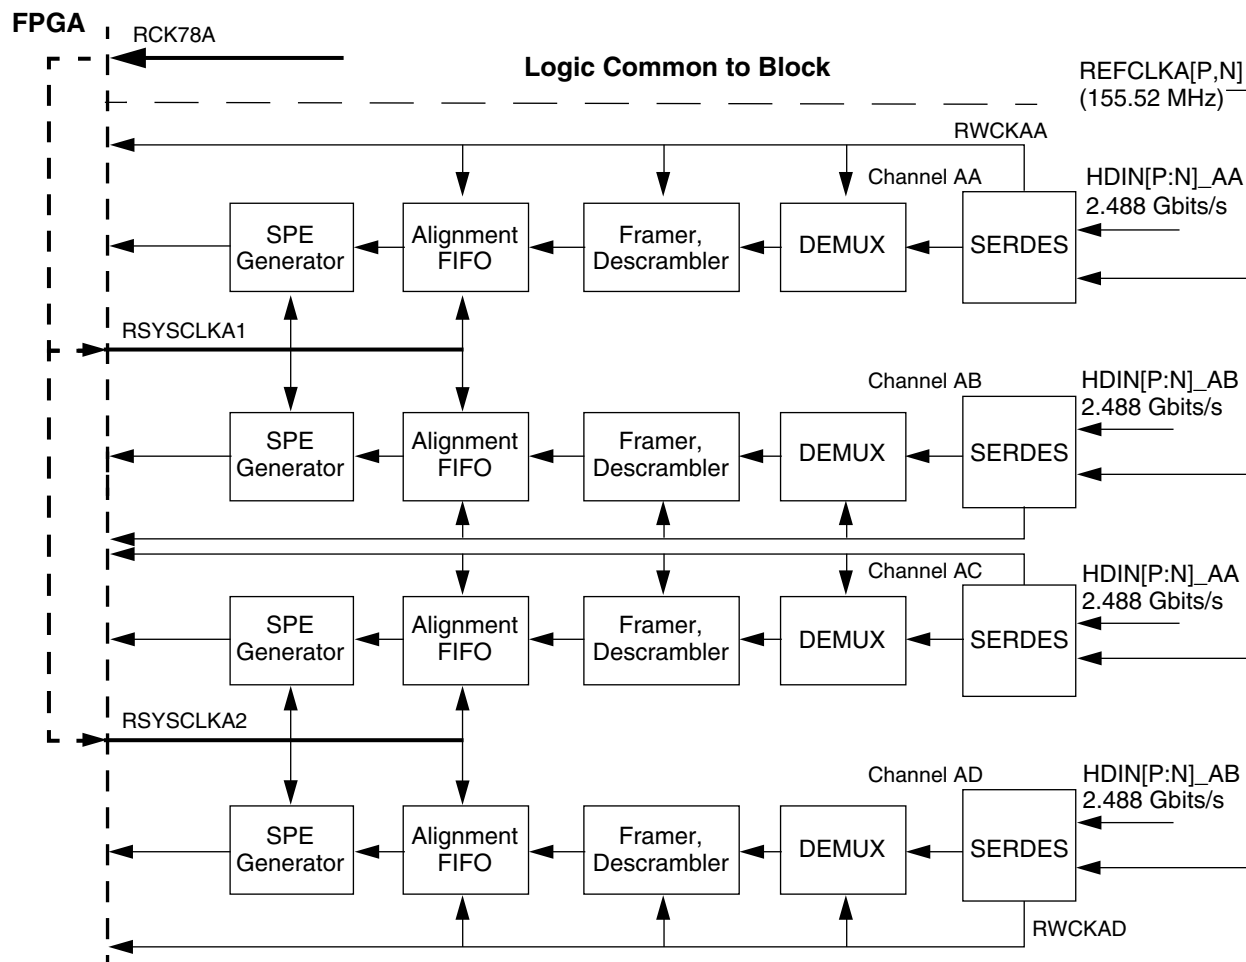 FPGA
RCK78A
Logic Common to Block
REFCLKA[P,N]
(155.52 MHz)
RWCKAA
Channel AA
HDIN[P:N]_AA
2.488 Gbits/s
SPE
Generator
Alignment
FIFO
Framer,
Descrambler
DEMUX
SERDES
RSYSCLKA1
Channel AB
HDIN[P:N]_AB
2.488 Gbits/s
SPE
Generator
Alignment
FIFO
Framer,
Descrambler
DEMUX
SERDES
Channel AC
HDIN[P:N]_AA
2.488 Gbits/s
SPE
Generator
Alignment
FIFO
Framer,
Descrambler
DEMUX
SERDES
RSYSCLKA2
Channel AD
HDIN[P:N]_AB
2.488 Gbits/s
SPE
Generator
Alignment
FIFO
Framer,
Descrambler
DEMUX
SERDES
RWCKAD